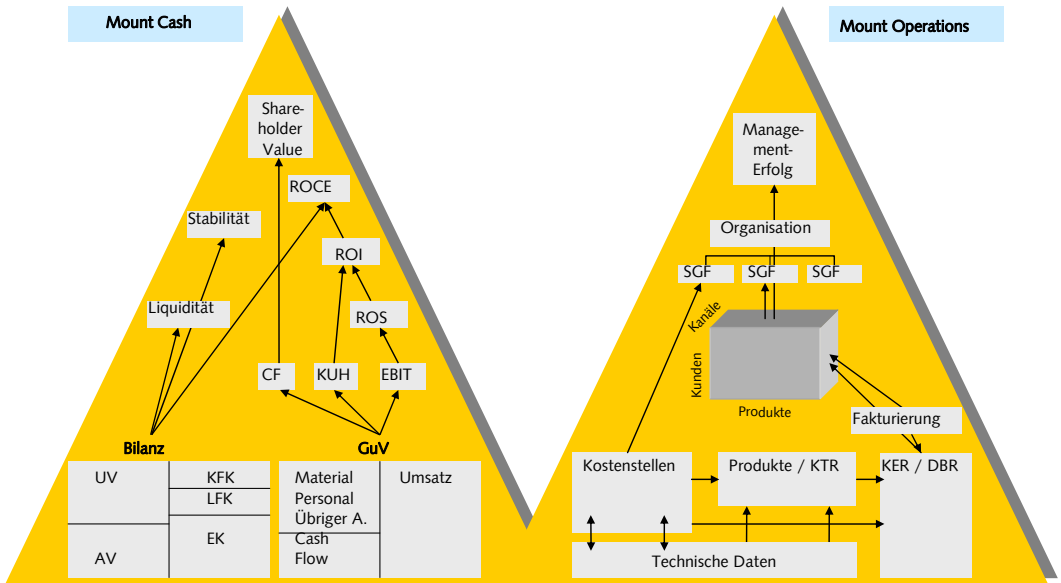 Mount Cash
Mount Operations
Share-
holder
Value
ROCE
Stabilität
ROI
Liquidität
ROS
CF
KUH
EBIT
Bilanz
GuV
UV
KFK
LFK
EK
AV
Material
Personal
Übriger A.
Cash
Flow
Umsatz
Manage-
ment-
Erfolg
Organisation
SGF
SGF
SGF
Kanäle
Kunden
Produkte
Fakturierung
Kostenstellen
Produkte / KTR
KER / DBR
Technische Daten